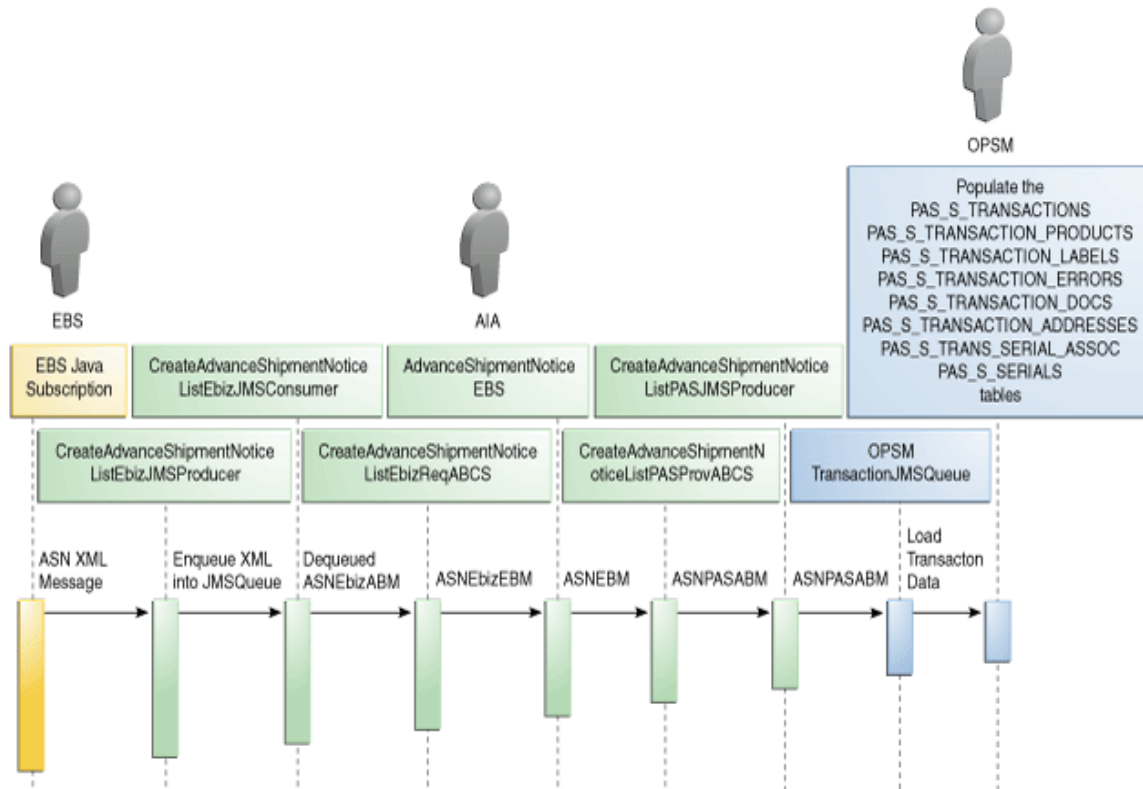 OPSM
Populate the
PAS_S_TRANSACTIONS
PAS_S_TRANSACTION_PRODUCTS
PAS_S_TRANSACTION_LABELS
PAS_S_TRANSACTION_ERRORS
PAS_S_TRANSACTION_DOCS
PAS_S_TRANSACTION_ADDRESSES
PAS_S_TRANS_SERIAL_ASSOC
PAS_S_SERIALS
tables
EBS
AIA
EBS Java
Subscription
CreateAdvanceShipmentNotice
ListEbizJMSConsumer
AdvanceShipmentNotice
EBS
CreateAdvanceShipmentNotice
ListPASJMSProducer
CreateAdvanceShipmentNotice
ListEbizJMSProducer
CreateAdvanceShipmentNotice
ListEbizReqABCS
CreateAdvanceShipmentN
oticeListPASProvABCS
OPSM
TransactionJMSQueue
ASN XML
Message
Enqueue XML
into JMSQueue
Dequeued
ASNEbizABM
ASNEbizEBM
ASNEBM
ASNPASABM
ASNPASABM
Load
Transacton
Data